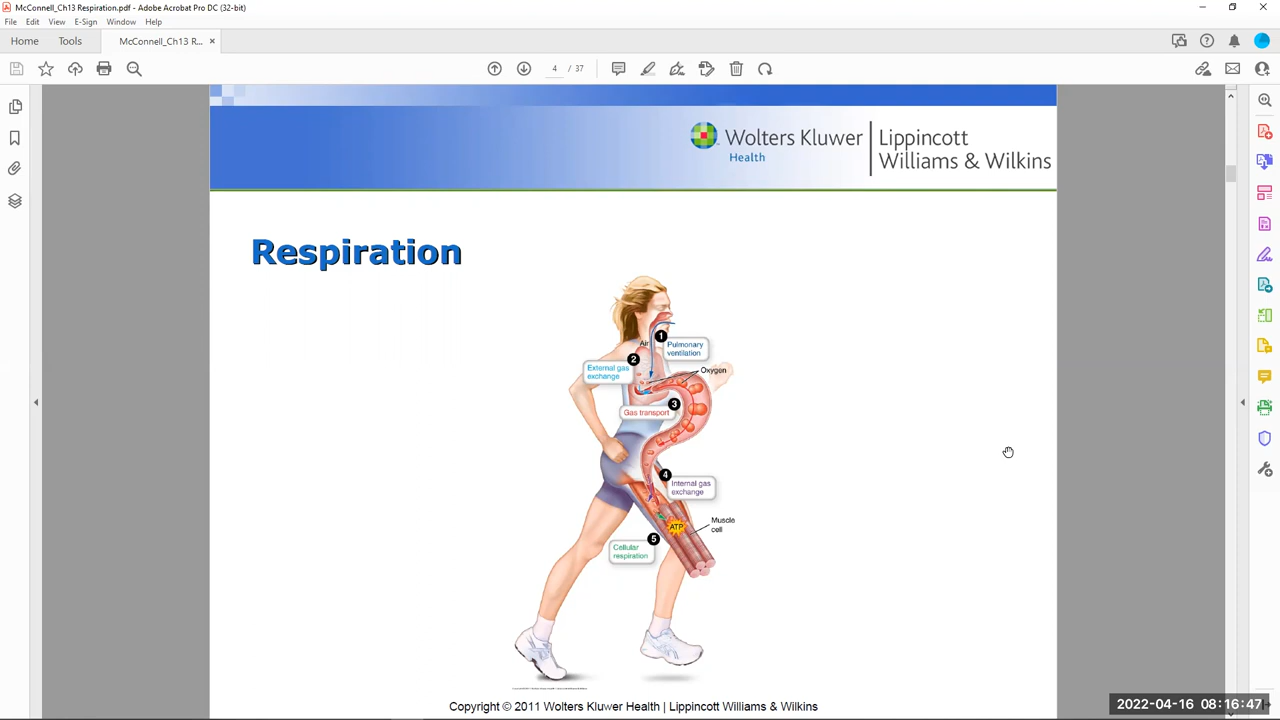 McConnell_Ch13 Respiration.pdf - Adobe Acrobat Pro DC (32-bit)
File Edit View E-Sign Window Help
Home Tools McConnell_Ch13 R... ×
4 / 37
Wolters Kluwer
Health
Lippincott
Williams & Wilkins
Respiration
1
Pulmonary
ventilation
Air
2
External gas
exchange
Oxygen
3
Gas transport
4
Internal gas
exchange
ATP
Muscle
cell
5
Cellular
respiration
Copyright © 2011 Wolters Kluwer Health | Lippincott Williams & Wilkins
2022-04-16 08:16:47